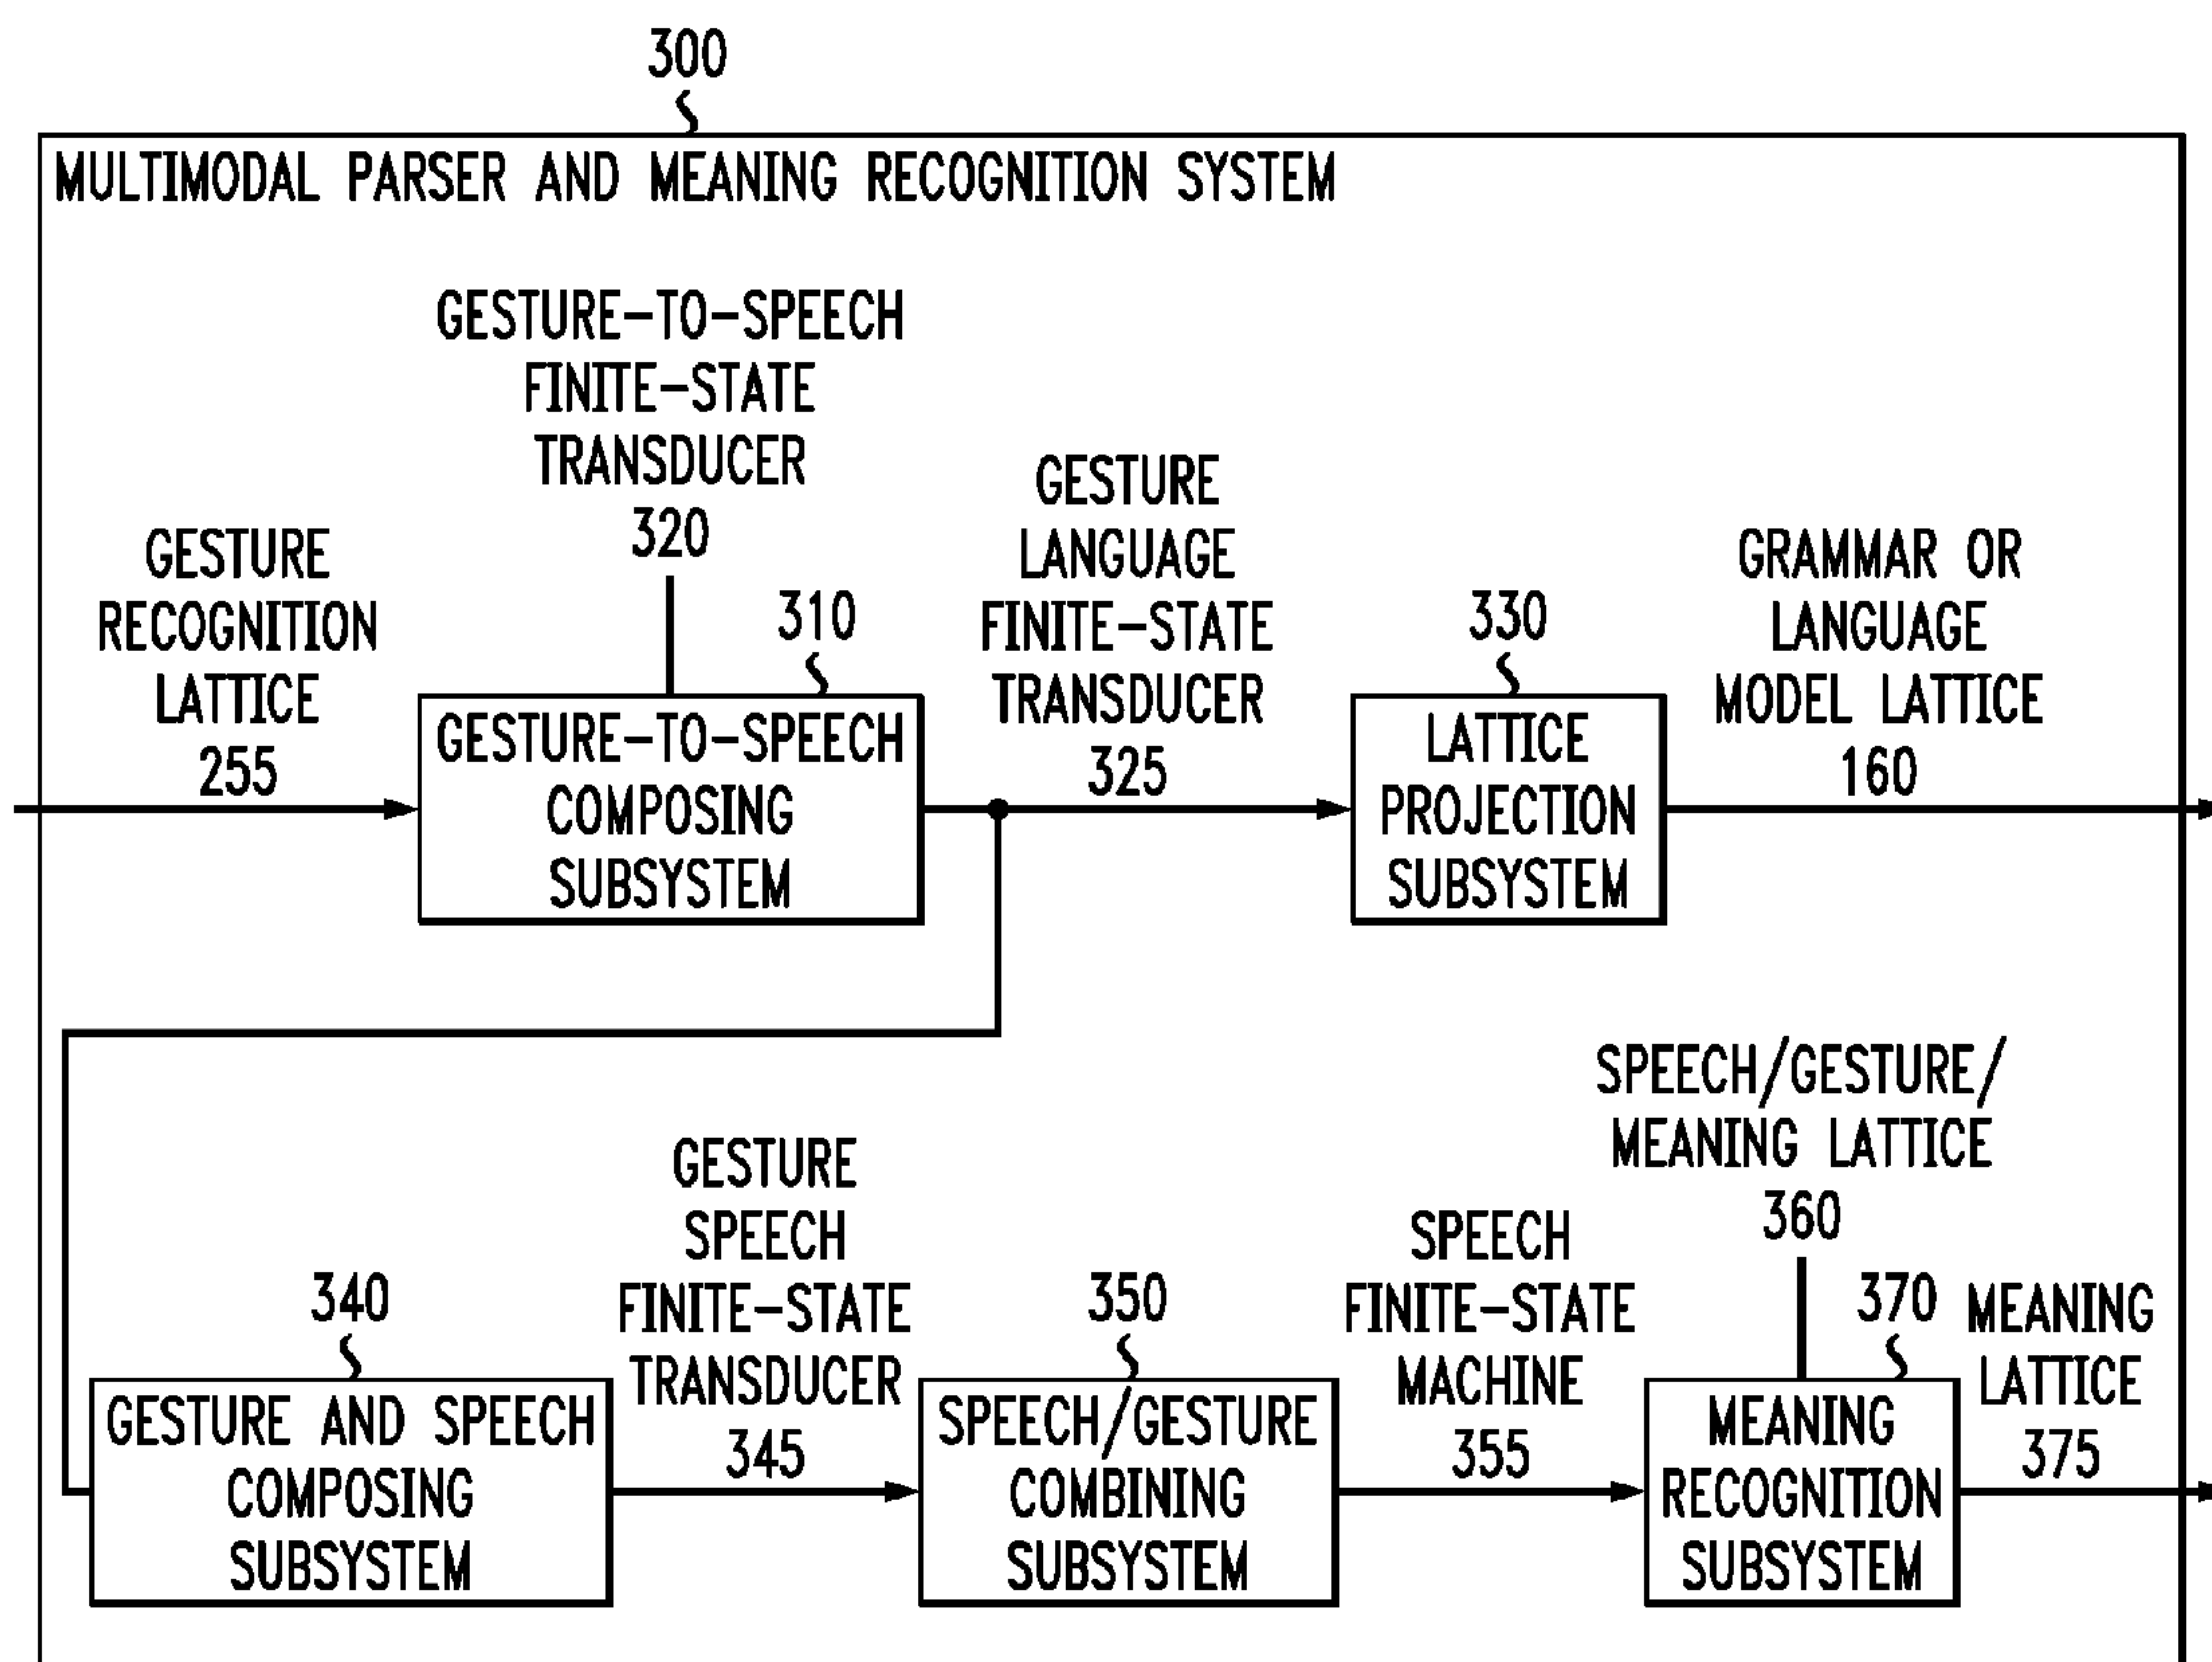 300
MULTIMODAL PARSER AND MEANING RECOGNITION SYSTEM
GESTURE-TO-SPEECH
FINITE-STATE
TRANSDUCER
320
GESTURE
RECOGNITION
LATTICE
255
310
GESTURE-TO-SPEECH
COMPOSING
SUBSYSTEM
GESTURE
LANGUAGE
FINITE-STATE
TRANSDUCER
325
330
LATTICE
PROJECTION
SUBSYSTEM
GRAMMAR OR
LANGUAGE
MODEL LATTICE
160
340
GESTURE AND SPEECH
COMPOSING
SUBSYSTEM
GESTURE
SPEECH
FINITE-STATE
TRANSDUCER
345
350
SPEECH/GESTURE
COMBINING
SUBSYSTEM
SPEECH
FINITE-STATE
MACHINE
355
SPEECH/GESTURE/
MEANING LATTICE
360
370
MEANING
RECOGNITION
SUBSYSTEM
MEANING
LATTICE
375